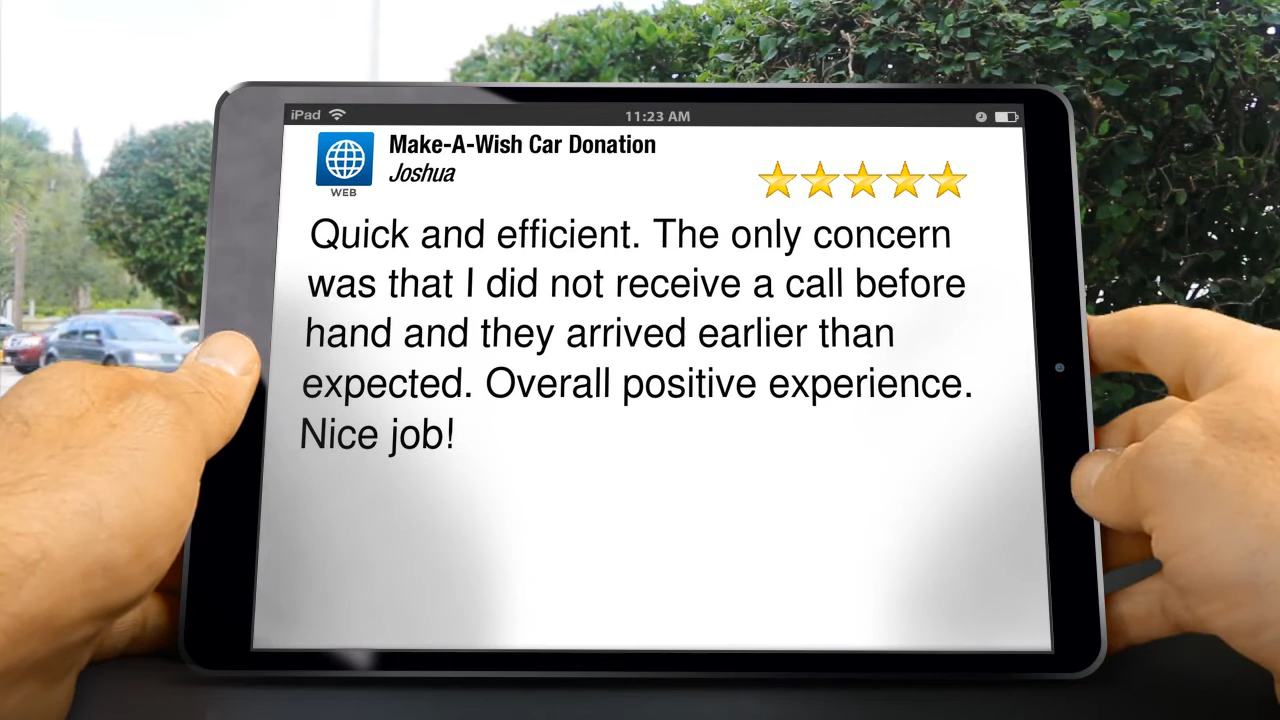 iPad 11:23 AM
Make-A-Wish Car Donation
Joshua
WEB
Quick and efficient. The only concern
was that I did not receive a call before
hand and they arrived earlier than
expected. Overall positive experience.
Nice job!